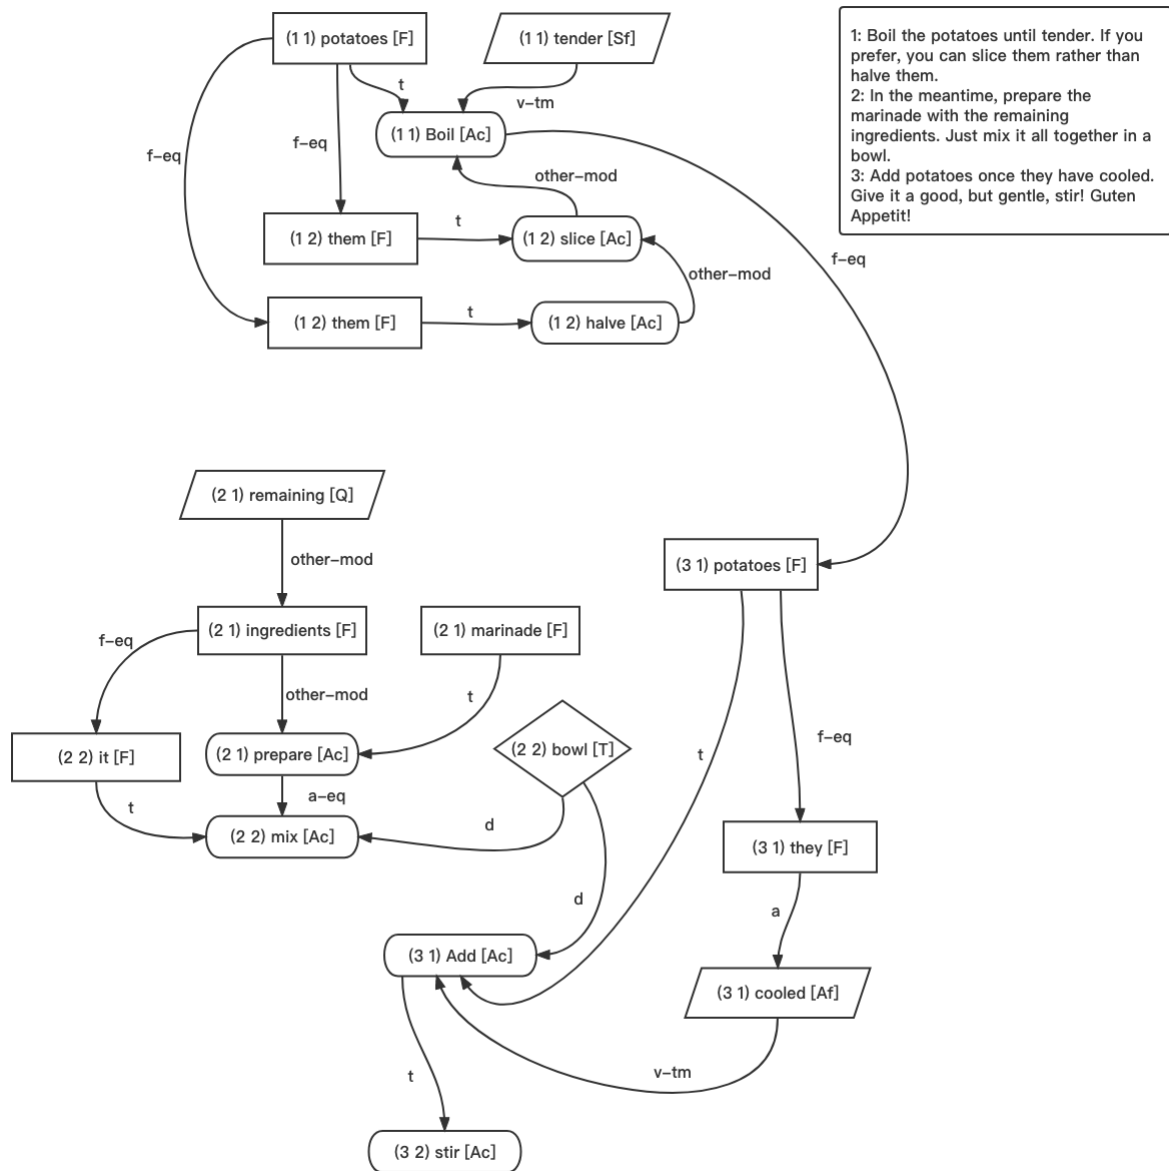 (1 1) potatoes [F]
(1 1) tender [Sf]
1: Boil the potatoes until tender. If you
prefer, you can slice them rather than
halve them.
2: In the meantime, prepare the
marinade with the remaining
ingredients. Just mix it all together in a
bowl.
3: Add potatoes once they have cooled.
Give it a good, but gentle, stir! Guten
Appetit!
t
v-tm
(1 1) Boil [Ac]
f-eq
f-eq
other-mod
(1 2) them [F]
t
(1 2) slice [Ac]
f-eq
other-mod
(1 2) them [F]
t
(1 2) halve [Ac]
(2 1) remaining [Q]
other-mod
(3 1) potatoes [F]
(2 1) ingredients [F]
(2 1) marinade [F]
f-eq
other-mod
t
(2 2) it [F]
(2 1) prepare [Ac]
(2 2) bowl [T]
t
f-eq
a-eq
t
(2 2) mix [Ac]
d
(3 1) they [F]
d
a
(3 1) Add [Ac]
(3 1) cooled [Af]
t
v-tm
(3 2) stir [Ac]